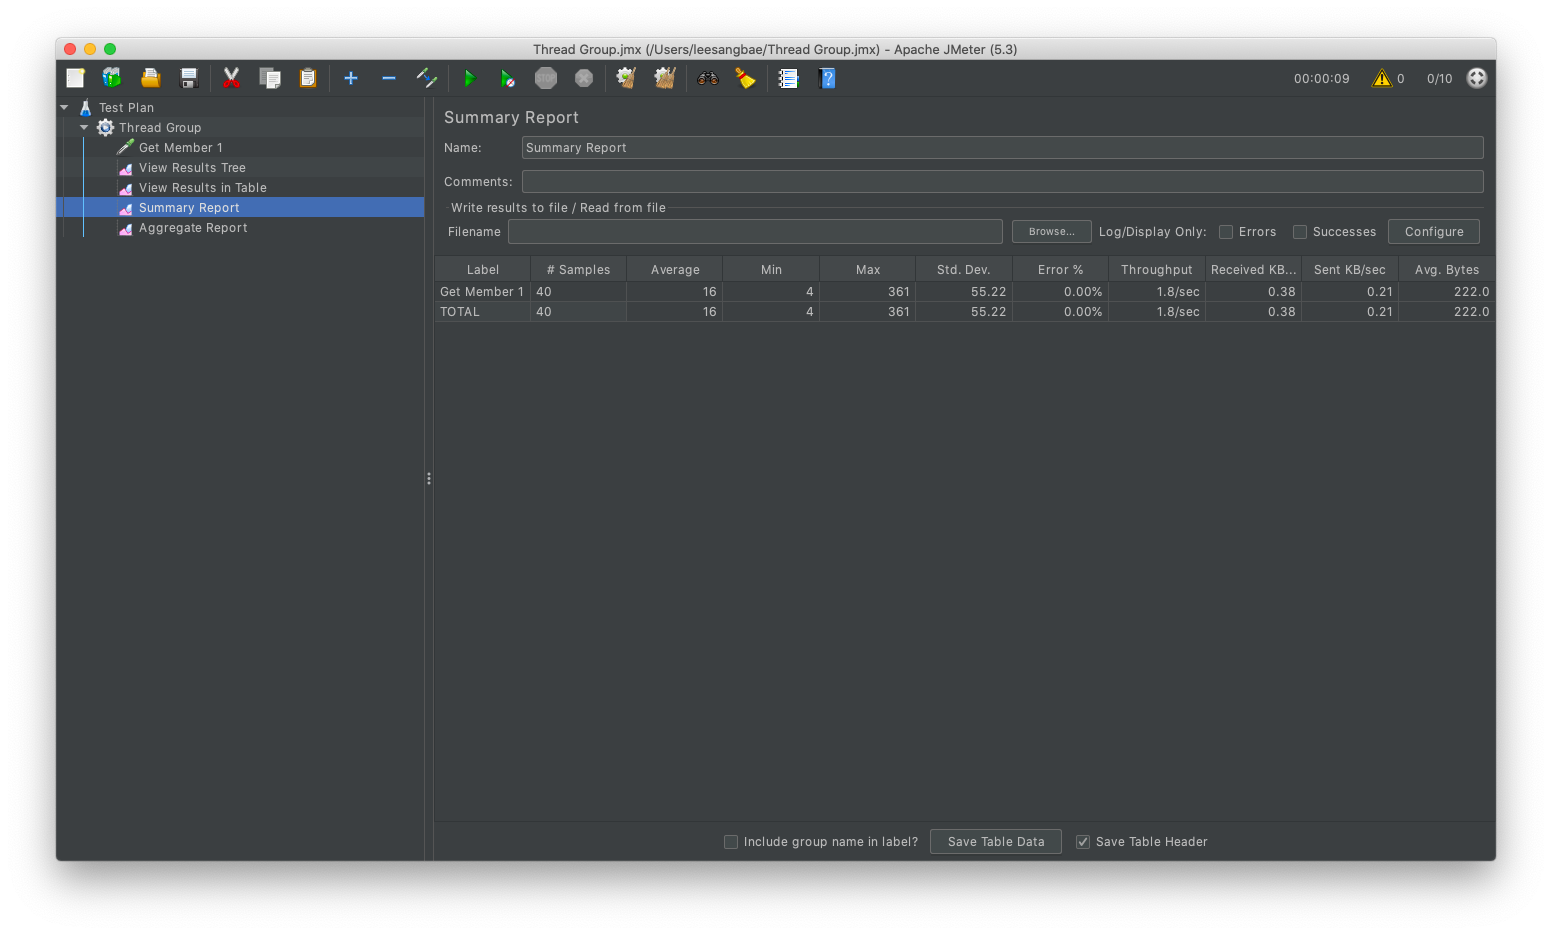 Thread Group.jmx (/Users/leesangbae/Thread Group.jmx) - Apache JMeter (5.3)
STOP
?
00:00:09
0
0/10
Test Plan
Thread Group
Get Member 1
View Results Tree
View Results in Table
Summary Report
Aggregate Report
Summary Report
Name: Summary Report
Comments:
Write results to file / Read from file
Filename Browse... Log/Display Only: Errors Successes Configure
Label # Samples Average Min Max Std. Dev. Error % Throughput Received KB... Sent KB/sec Avg. Bytes
Get Member 1 40 16 4 361 55.22 0.00% 1.8/sec 0.38 0.21 222.0
TOTAL 40 16 4 361 55.22 0.00% 1.8/sec 0.38 0.21 222.0
Include group name in label? Save Table Data Save Table Header